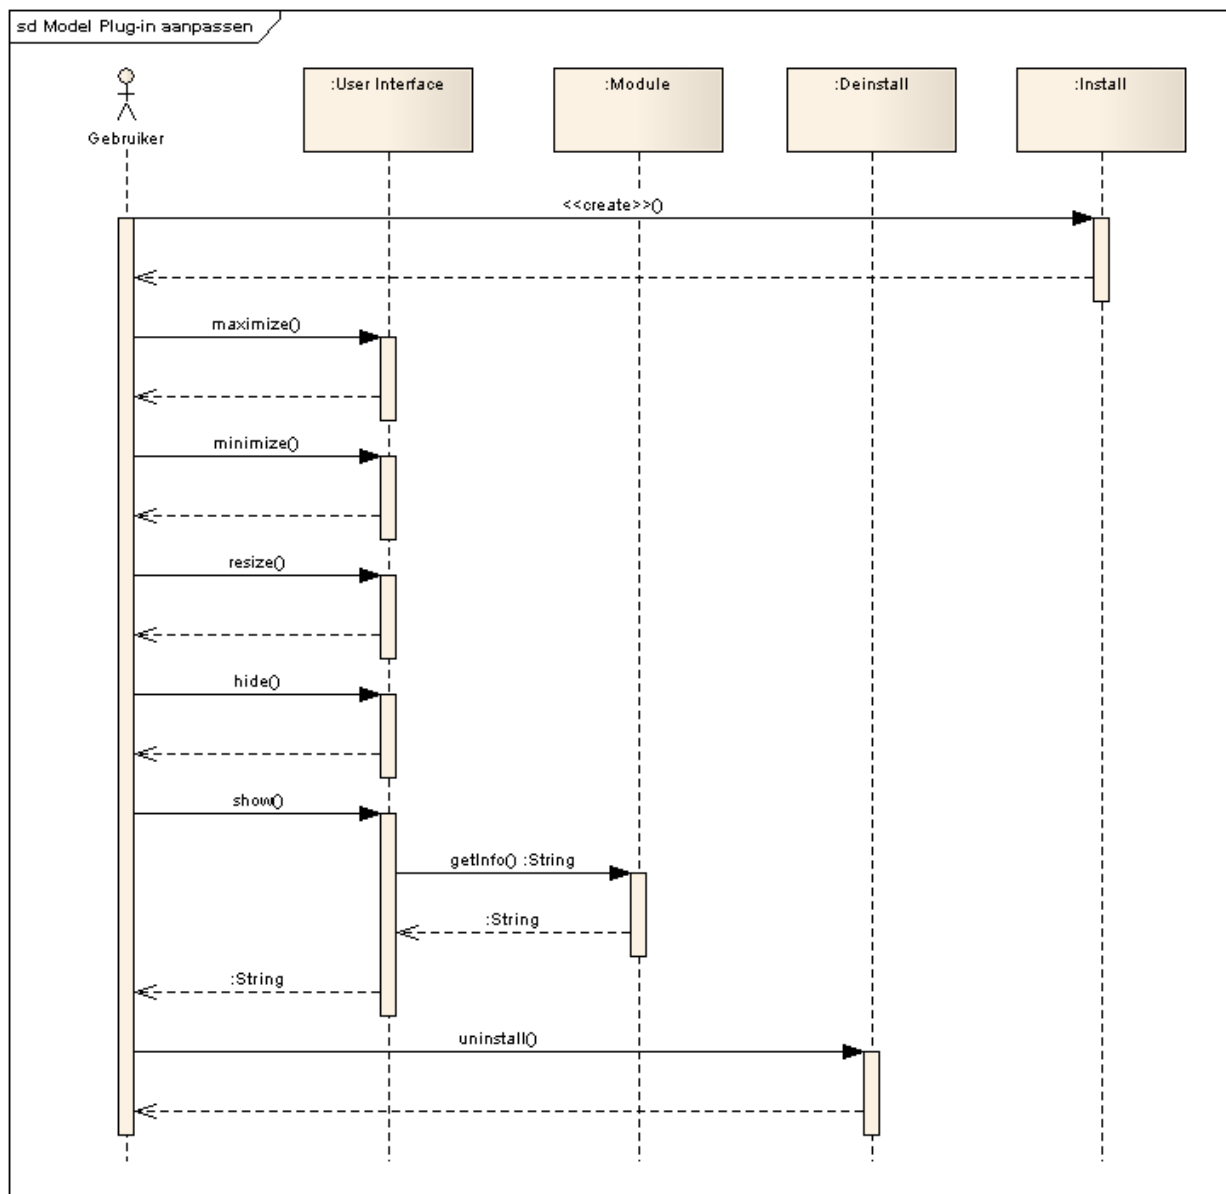 sd Model Plug-in aanpassen
Gebruiker
:User Interface
:Module
:Deinstall
:Install
<<create>>()
maximize()
minimize()
resize()
hide()
show()
getInfo() :String
:String
:String
uninstall()